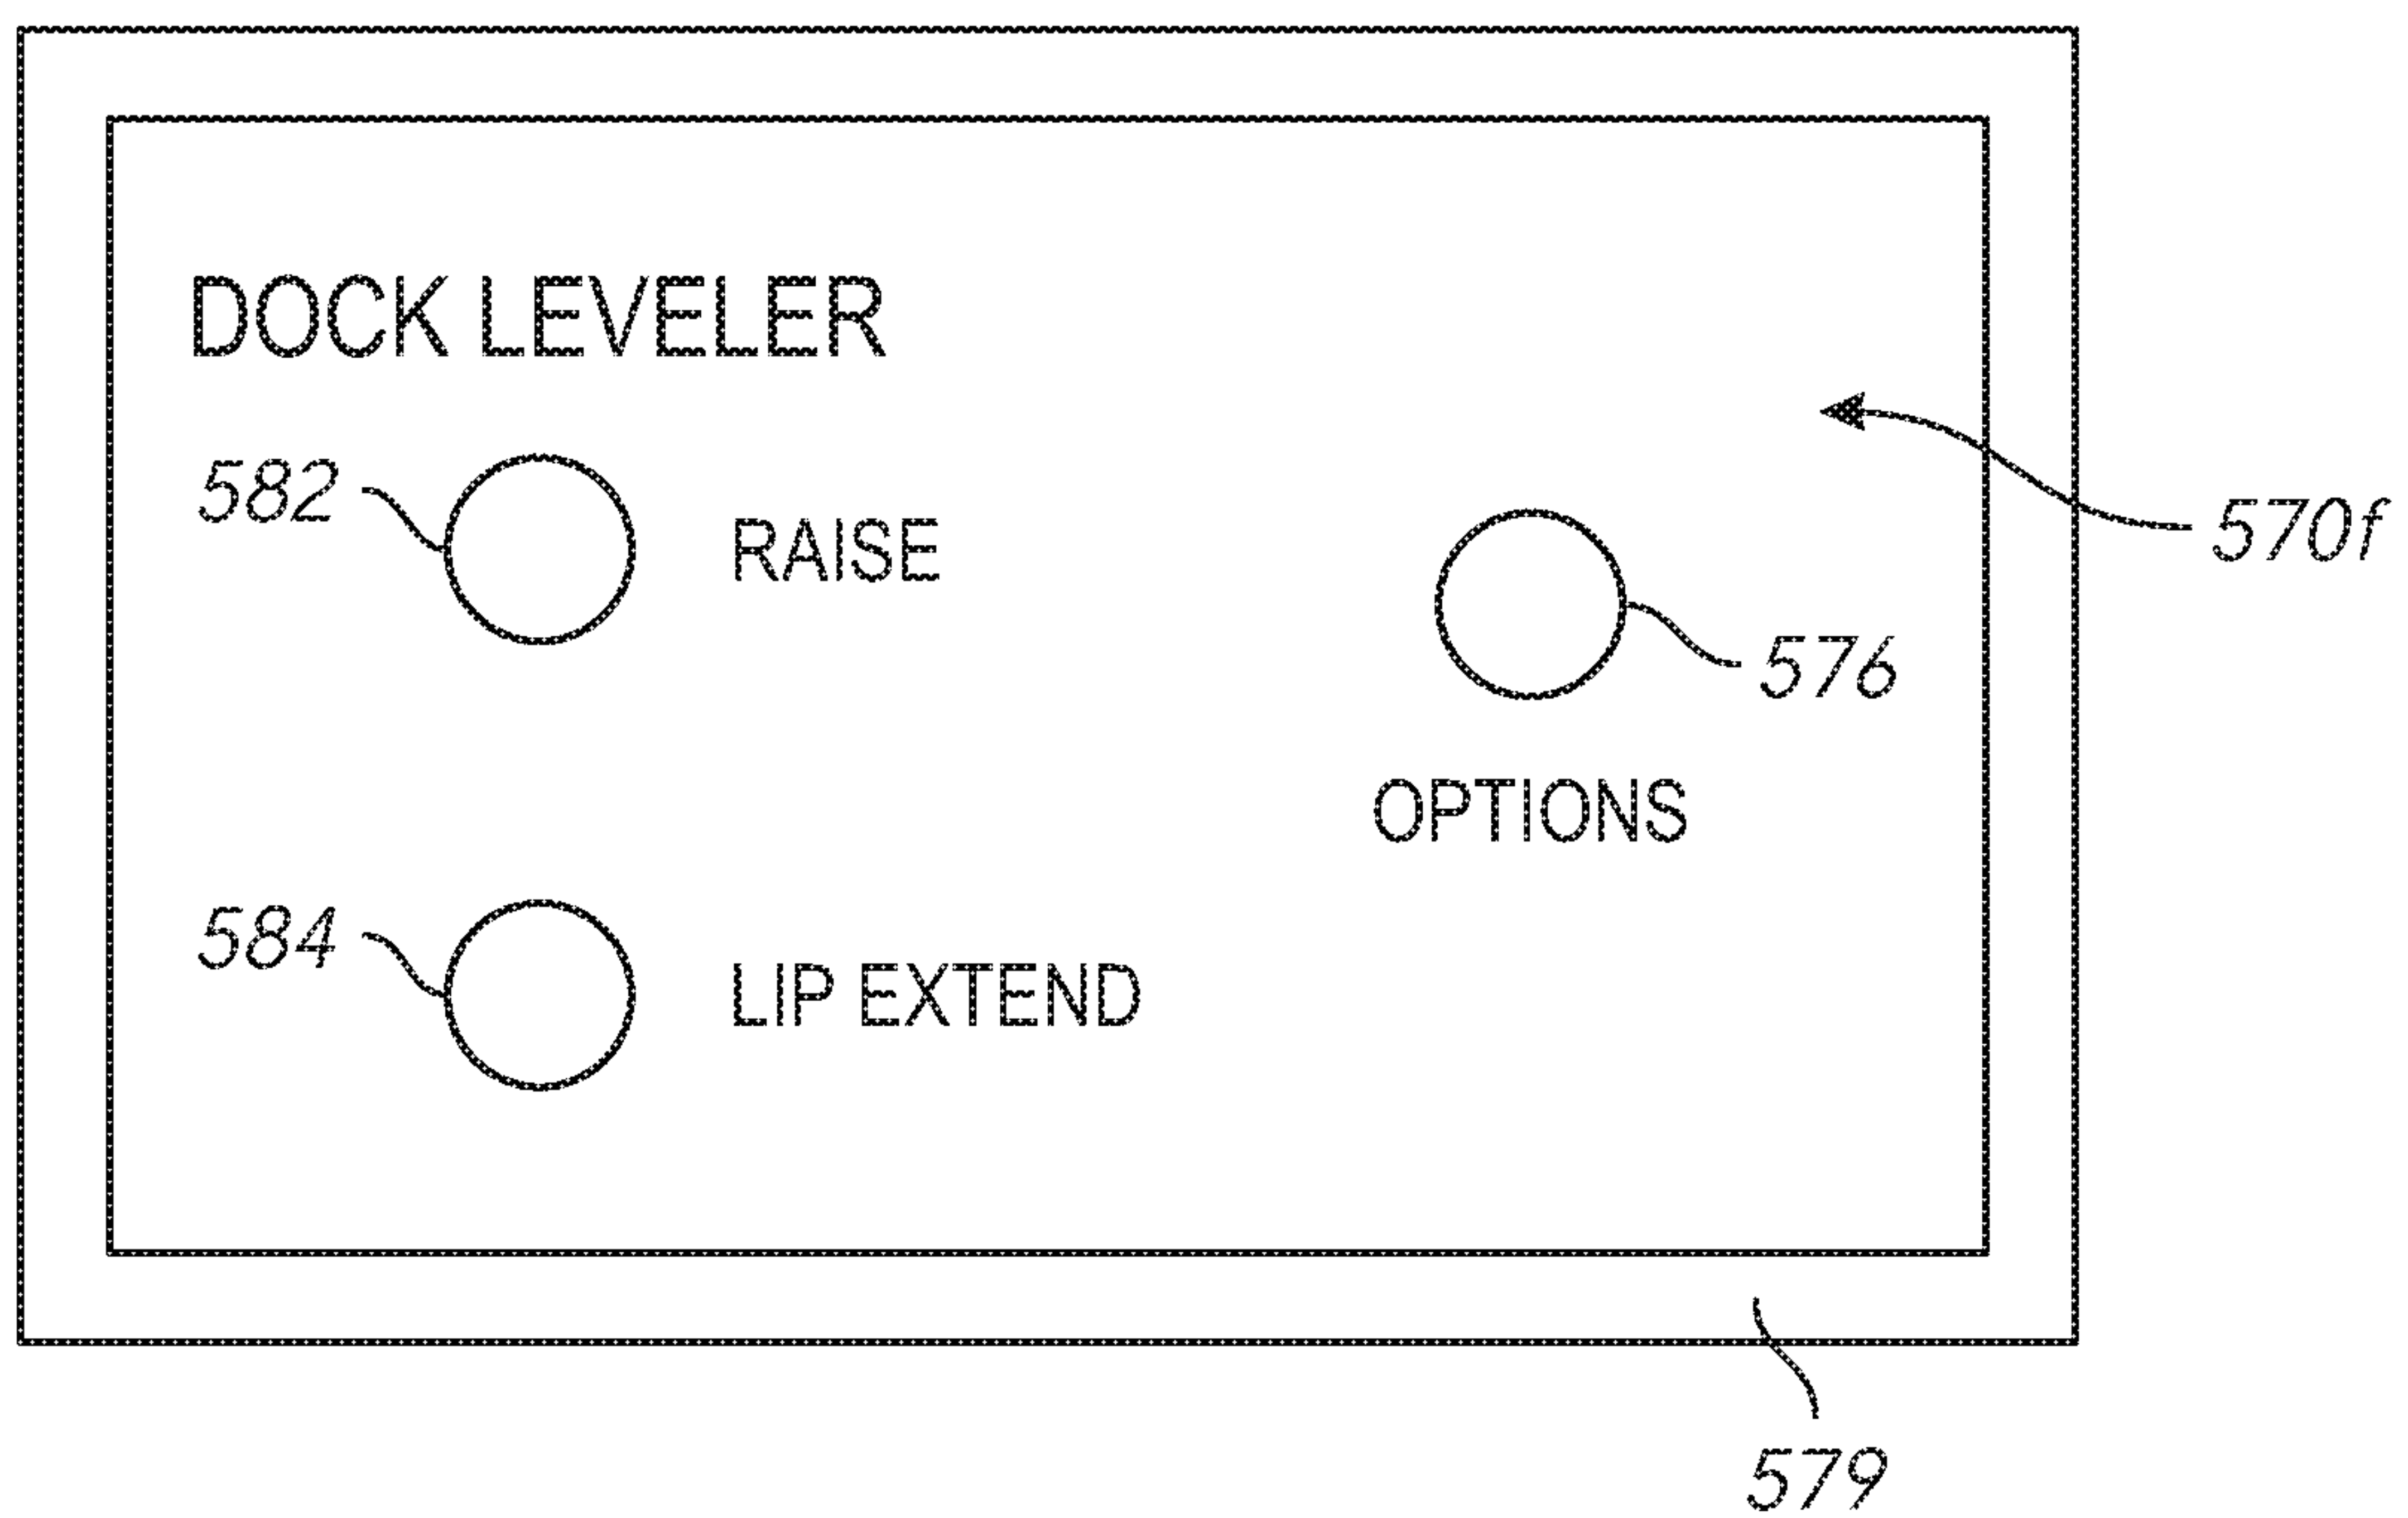 DOCK LEVELER
582
RAISE
570f
576
OPTIONS
584
LIP EXTEND
579